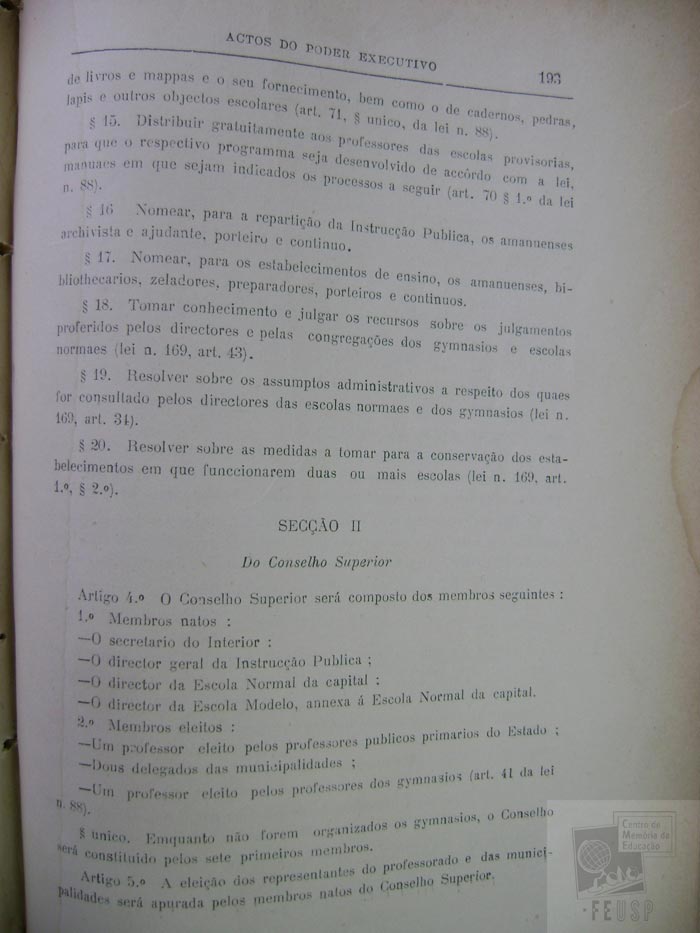 ACTOS DO PODER EXECUTIVO
193
de livros e mappas e o seu fornecimento, bem como o de cadernos, pedras,
lapis e outros objectos escolares (art. 71, § unico, da lei n. 88).
§ 15. Distribuir gratuitamente aos professores das escolas provisorias,
para que o respectivo programma seja desenvolvido de accôrdo com a lei,
manuaes em que sejam indicados os processos a seguir (art. 70 § 1.º da lei
n. 88).
§ 16 Nomear, para a repartição da Instrucção Publica, os amanuenses
archivista e ajudante, porteiro e continuo.
§ 17. Nomear, para os estabelecimentos de ensino, os amanuenses, bi-
bliothecarios, zeladores, preparadores, porteiros e continuos.
§ 18. Tomar conhecimento e julgar os recursos sobre os julgamentos
proferidos pelos directores e pelas congregações dos gymnasios e escolas
normaes (lei n. 169, art. 43).
§ 19. Resolver sobre os assumptos administrativos a respeito dos quaes
for consultado pelos directores das escolas normaes e dos gymnasios (lei n.
169, art. 34).
§ 20. Resolver sobre as medidas a tomar para a conservação dos esta-
belecimentos em que funccionarem duas ou mais escolas (lei n. 169, art.
1.º, § 2.º).
SECÇÃO II
Do Conselho Superior
Artigo 4.º O Conselho Superior será composto dos membros seguintes :
1.º Membros natos :
—O secretario do Interior :
—O director geral da Instrucção Publica ;
—O director da Escola Normal da capital :
—O director da Escola Modelo, annexa á Escola Normal da capital.
2.º Membros eleitos :
—Um professor eleito pelos professores publicos primarios do Estado ;
—Dous delegados das municipalidades ;
—Um professor eleito pelos professores dos gymnasios (art. 41 da lei
n. 88).
§ unico. Emquanto não forem organizados os gymnasios, o Conselho
será constituido pelos sete primeiros membros.
Artigo 5.º A eleição dos representantes do professorado e das munici-
palidades será apurada pelos membros natos do Conselho Superior.
Centro de
Memória da
Educação
·FEUSP